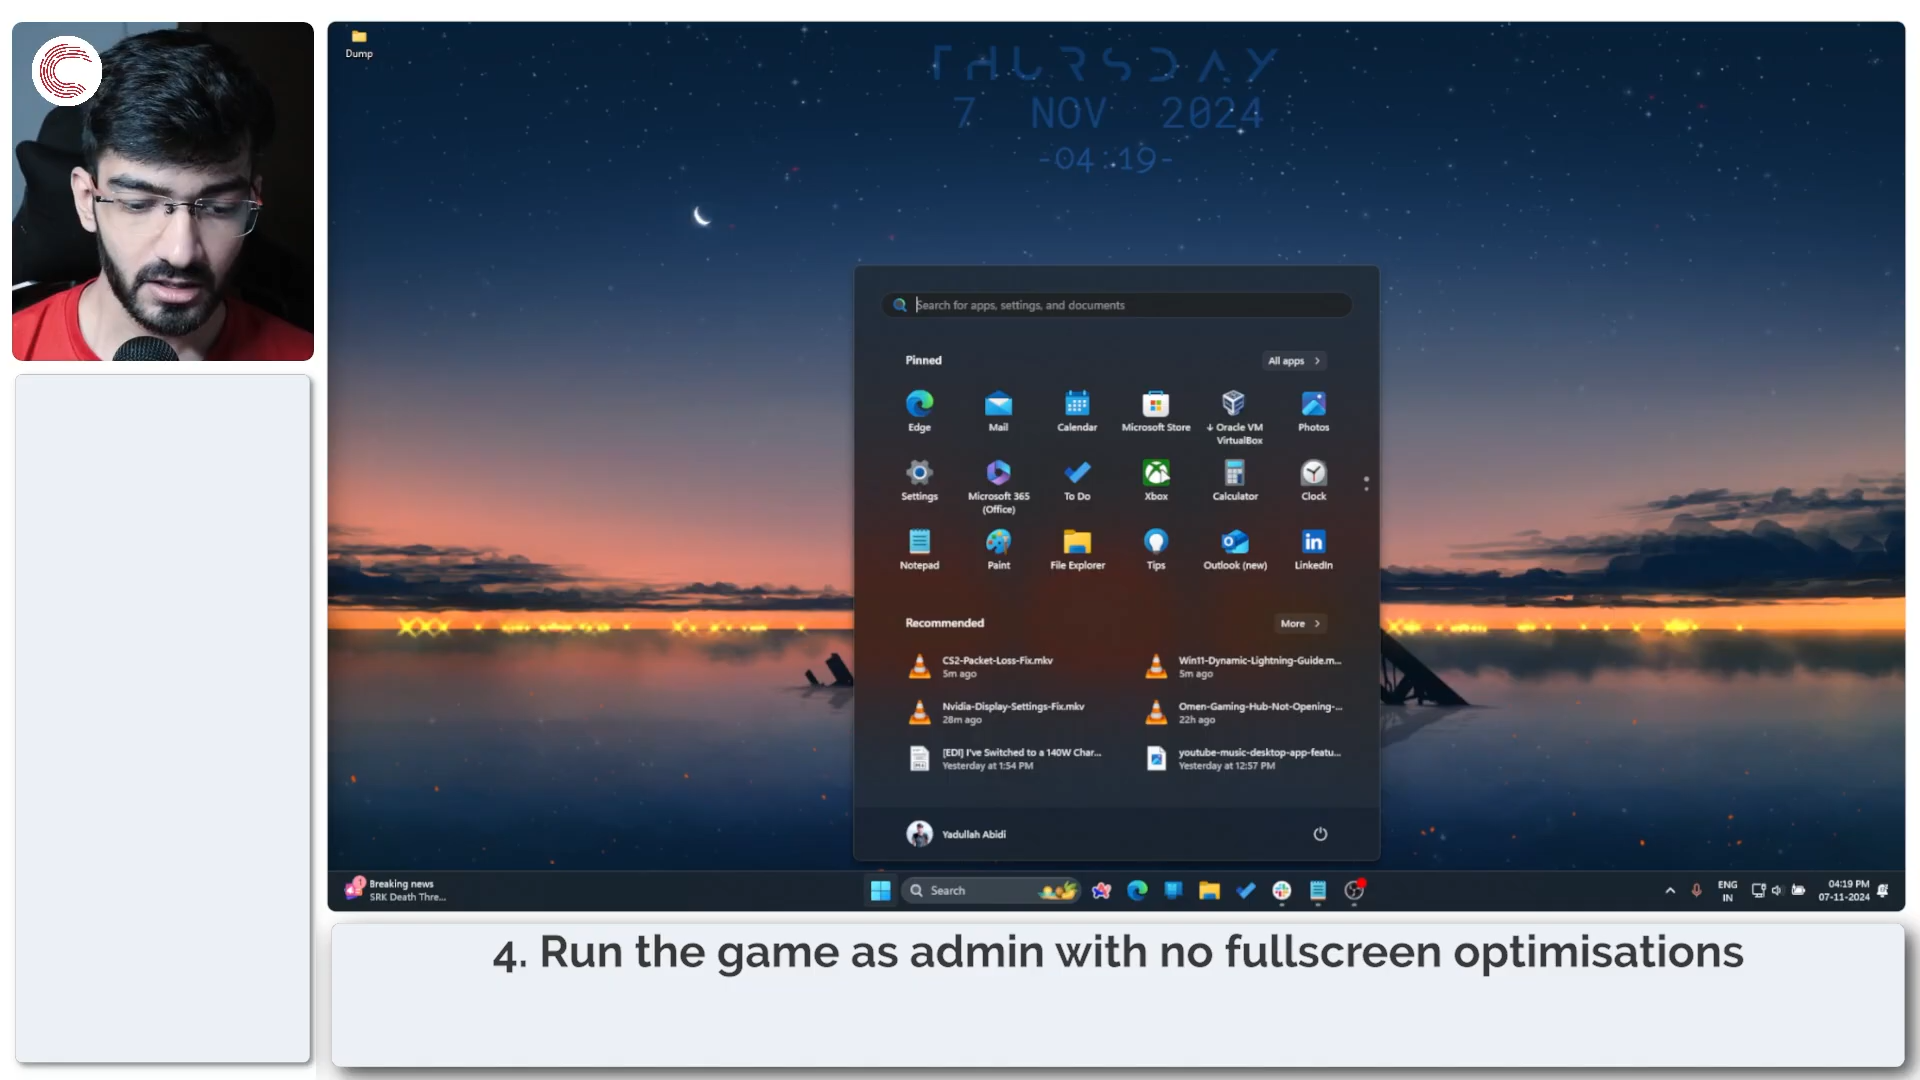 Dump
THURSDAY
7 NOV 2024
-04:19-
Search for apps, settings, and documents
Pinned
All apps
Edge
Mail
Calendar
Microsoft Store
Oracle VM
VirtualBox
Photos
Settings
Microsoft 365
(Office)
To Do
Xbox
Calculator
Clock
Notepad
Paint
File Explorer
Tips
Outlook (new)
LinkedIn
Recommended
More
CS2-Packet-Loss-Fix.mkv
5m ago
Win11-Dynamic-Lightning-Guide.m...
5m ago
Nvidia-Display-Settings-Fix.mkv
28m ago
Omen-Gaming-Hub-Not-Opening-...
22h ago
[EDI] I've Switched to a 140W Char...
Yesterday at 1:54 PM
youtube-music-desktop-app-featu...
Yesterday at 12:57 PM
Yadullah Abidi
Breaking news
SRK Death Thre...
Search
ENG
IN
04:19 PM
07-11-2024
4. Run the game as admin with no fullscreen optimisations